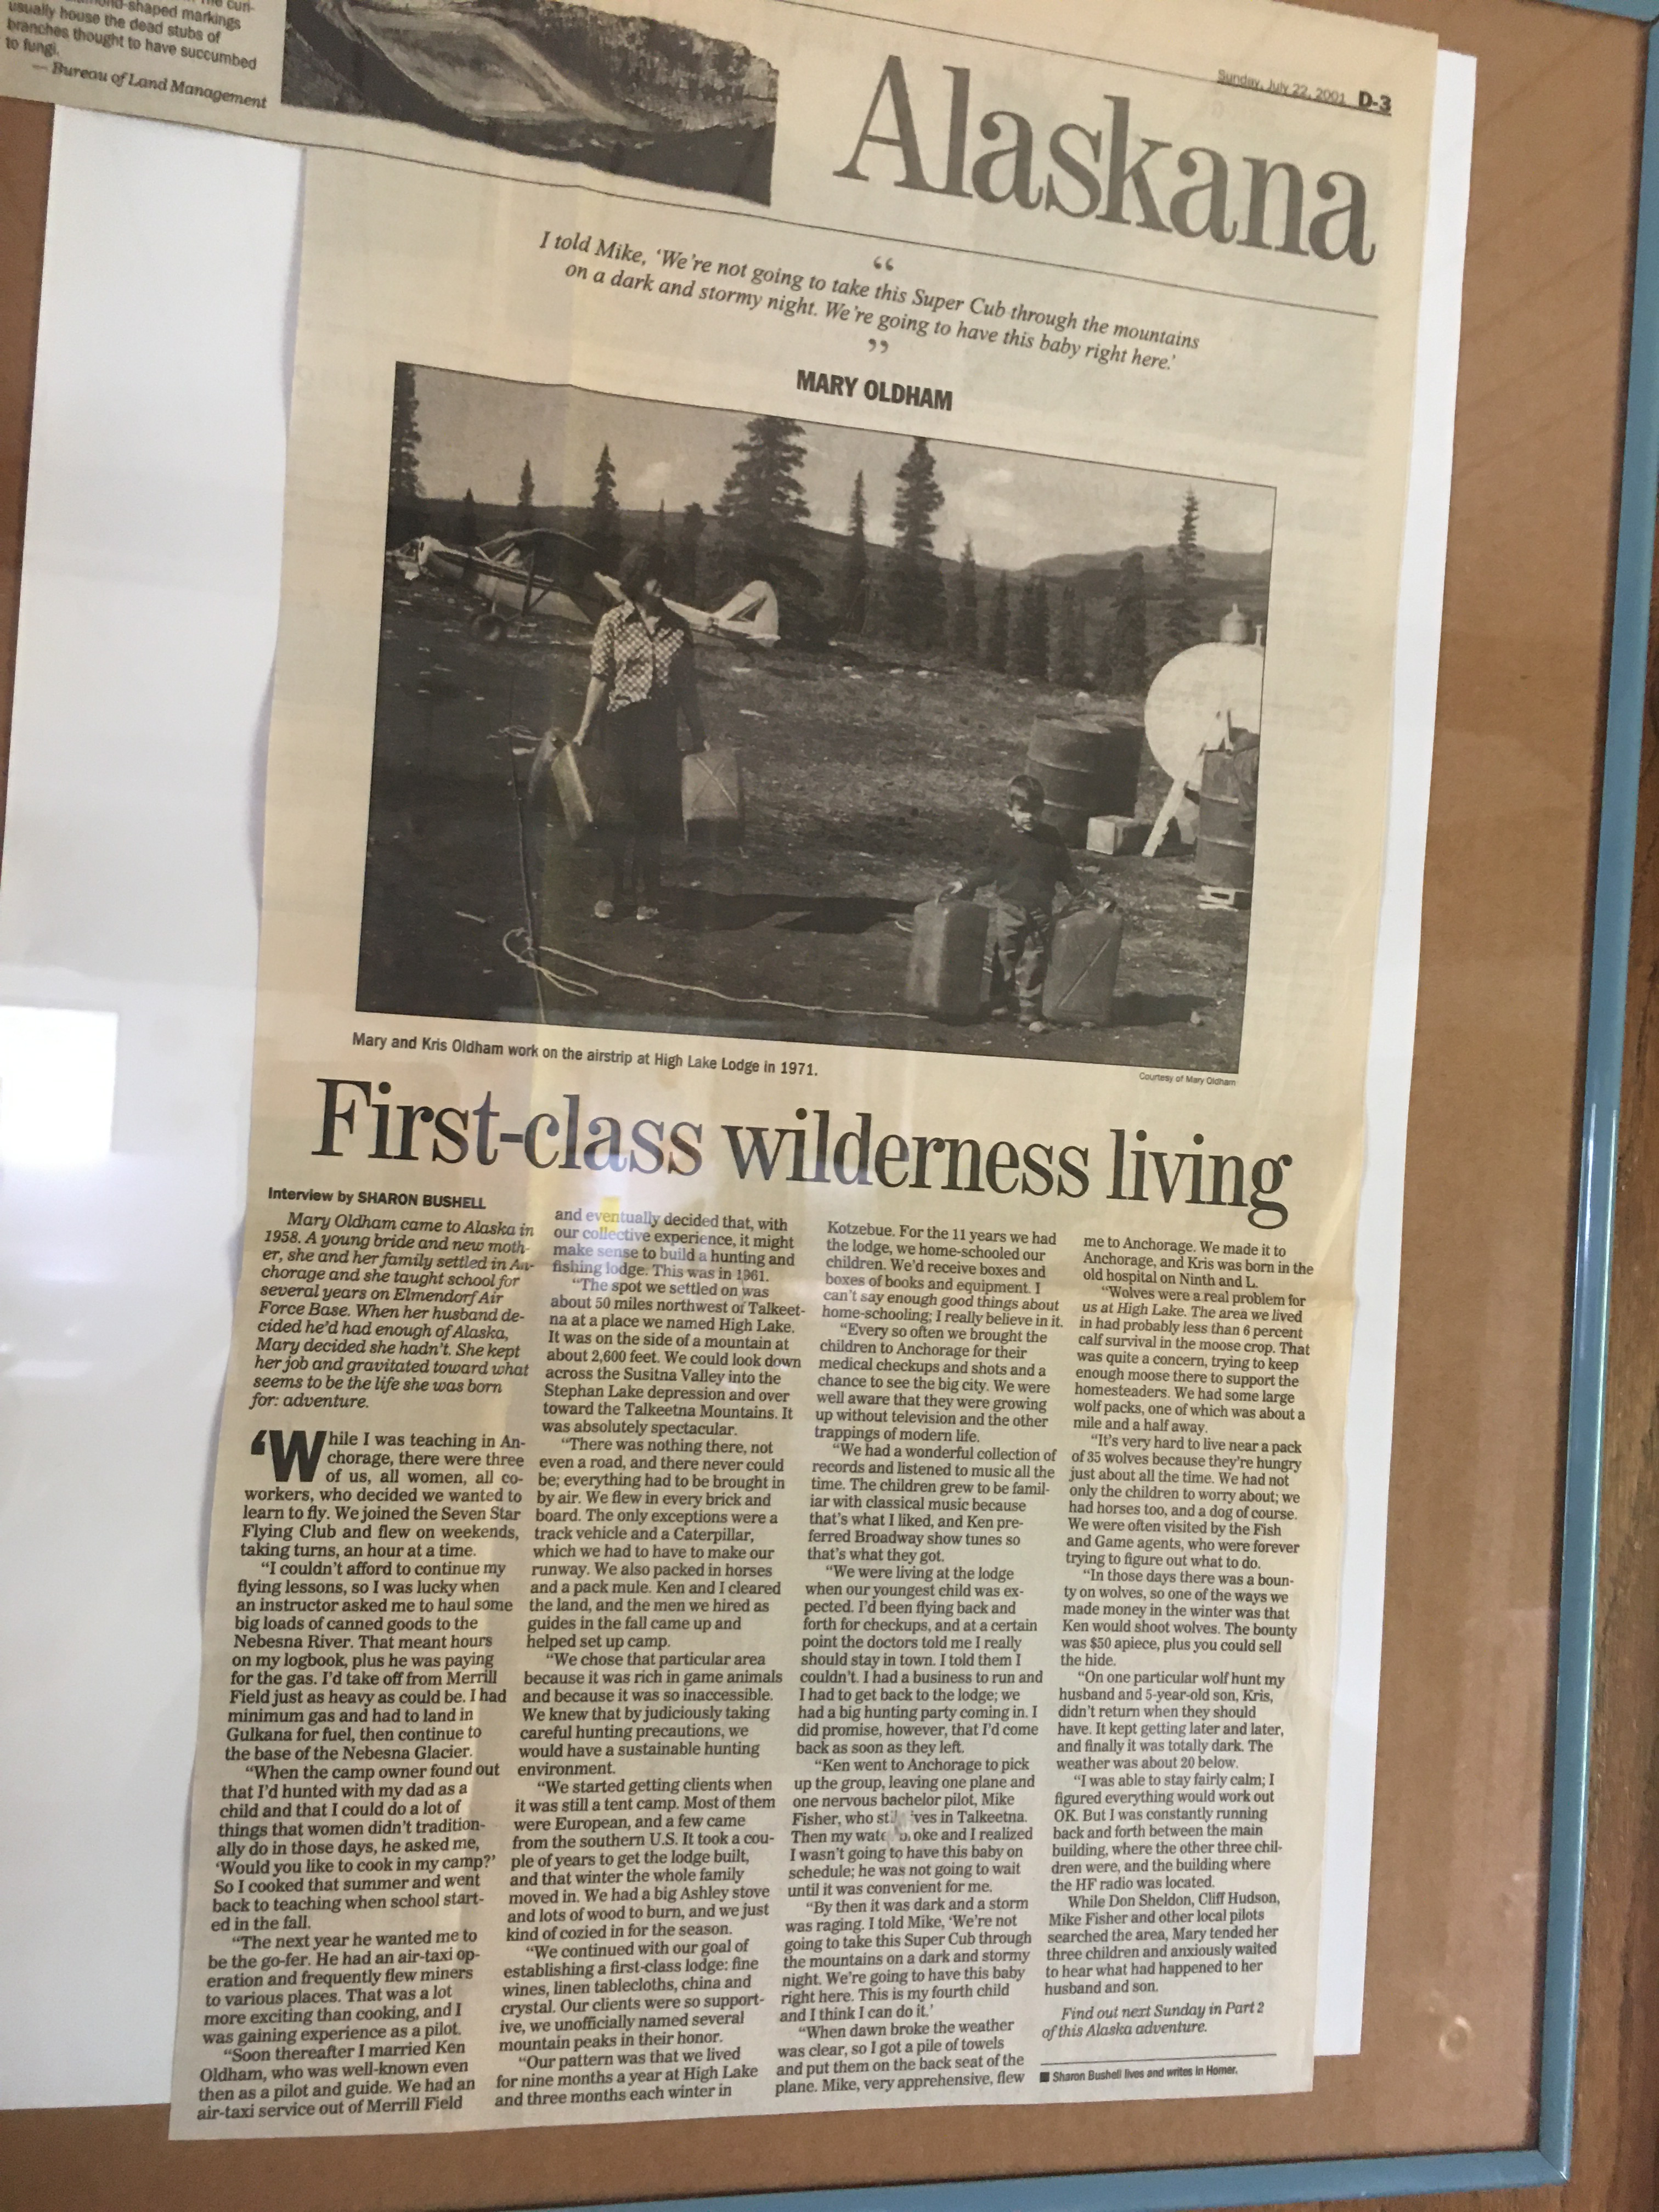 -shaped markings
usually house the dead stubs of
branches thought to have succumbed
to fungi.
— Bureau of Land Management
Sunday, July 22, 2001 D-3
Alaskana
“
I told Mike, ‘We’re not going to take this Super Cub through the mountains
on a dark and stormy night. We’re going to have this baby right here.’
”
MARY OLDHAM
Mary and Kris Oldham work on the airstrip at High Lake Lodge in 1971.
Courtesy of Mary Oldham
First-class wilderness living
Interview by SHARON BUSHELL
Mary Oldham came to Alaska in
1958. A young bride and new moth-
er, she and her family settled in An-
chorage and she taught school for
several years on Elmendorf Air
Force Base. When her husband de-
cided he’d had enough of Alaska,
Mary decided she hadn’t. She kept
her job and gravitated toward what
seems to be the life she was born
for: adventure.
‘While I was teaching in An-
chorage, there were three
of us, all women, all co-
workers, who decided we wanted to
learn to fly. We joined the Seven Star
Flying Club and flew on weekends,
taking turns, an hour at a time.
“I couldn’t afford to continue my
flying lessons, so I was lucky when
an instructor asked me to haul some
big loads of canned goods to the
Nebesna River. That meant hours
on my logbook, plus he was paying
for the gas. I’d take off from Merrill
Field just as heavy as could be. I had
minimum gas and had to land in
Gulkana for fuel, then continue to
the base of the Nebesna Glacier.
“When the camp owner found out
that I’d hunted with my dad as a
child and that I could do a lot of
things that women didn’t tradition-
ally do in those days, he asked me,
‘Would you like to cook in my camp?’
So I cooked that summer and went
back to teaching when school start-
ed in the fall.
“The next year he wanted me to
be the go-fer. He had an air-taxi op-
eration and frequently flew miners
to various places. That was a lot
more exciting than cooking, and I
was gaining experience as a pilot.
“Soon thereafter I married Ken
Oldham, who was well-known even
then as a pilot and guide. We had an
air-taxi service out of Merrill Field
and eventually decided that, with
our collective experience, it might
make sense to build a hunting and
fishing lodge. This was in 1961.
“The spot we settled on was
about 50 miles northwest of Talkeet-
na at a place we named High Lake.
It was on the side of a mountain at
about 2,600 feet. We could look down
across the Susitna Valley into the
Stephan Lake depression and over
toward the Talkeetna Mountains. It
was absolutely spectacular.
“There was nothing there, not
even a road, and there never could
be; everything had to be brought in
by air. We flew in every brick and
board. The only exceptions were a
track vehicle and a Caterpillar,
which we had to have to make our
runway. We also packed in horses
and a pack mule. Ken and I cleared
the land, and the men we hired as
guides in the fall came up and
helped set up camp.
“We chose that particular area
because it was rich in game animals
and because it was so inaccessible.
We knew that by judiciously taking
careful hunting precautions, we
would have a sustainable hunting
environment.
“We started getting clients when
it was still a tent camp. Most of them
were European, and a few came
from the southern U.S. It took a cou-
ple of years to get the lodge built,
and that winter the whole family
moved in. We had a big Ashley stove
and lots of wood to burn, and we just
kind of cozied in for the season.
“We continued with our goal of
establishing a first-class lodge: fine
wines, linen tablecloths, china and
crystal. Our clients were so support-
ive, we unofficially named several
mountain peaks in their honor.
“Our pattern was that we lived
for nine months a year at High Lake
and three months each winter in
Kotzebue. For the 11 years we had
the lodge, we home-schooled our
children. We’d receive boxes and
boxes of books and equipment. I
can’t say enough good things about
home-schooling; I really believe in it.
“Every so often we brought the
children to Anchorage for their
medical checkups and shots and a
chance to see the big city. We were
well aware that they were growing
up without television and the other
trappings of modern life.
“We had a wonderful collection of
records and listened to music all the
time. The children grew to be famil-
iar with classical music because
that’s what I liked, and Ken pre-
ferred Broadway show tunes so
that’s what they got.
“We were living at the lodge
when our youngest child was ex-
pected. I’d been flying back and
forth for checkups, and at a certain
point the doctors told me I really
should stay in town. I told them I
couldn’t. I had a business to run and
I had to get back to the lodge; we
had a big hunting party coming in. I
did promise, however, that I’d come
back as soon as they left.
“Ken went to Anchorage to pick
up the group, leaving one plane and
one nervous bachelor pilot, Mike
Fisher, who in Talkeetna.
Then my and I realized
I wasn’t going to have this baby on
schedule; he was not going to wait
until it was convenient for me.
“By then it was dark and a storm
was raging. I told Mike, ‘We’re not
going to take this Super Cub through
the mountains on a dark and stormy
night. We’re going to have this baby
right here. This is my fourth child
and I think I can do it.’
“When dawn broke the weather
was clear, so I got a pile of towels
and put them on the back seat of the
plane. Mike, very apprehensive, flew
me to Anchorage. We made it to
Anchorage, and Kris was born in the
old hospital on Ninth and L.
“Wolves were a real problem for
us at High Lake. The area we lived
in had probably less than 6 percent
calf survival in the moose crop. That
was quite a concern, trying to keep
enough moose there to support the
homesteaders. We had some large
wolf packs, one of which was about a
mile and a half away.
“It’s very hard to live near a pack
of 35 wolves because they’re hungry
just about all the time. We had not
only the children to worry about; we
had horses too, and a dog of course.
We were often visited by the Fish
and Game agents, who were forever
trying to figure out what to do.
“In those days there was a boun-
ty on wolves, so one of the ways we
made money in the winter was that
Ken would shoot wolves. The bounty
was $50 apiece, plus you could sell
the hide.
“On one particular wolf hunt my
husband and 5-year-old son, Kris,
didn’t return when they should
have. It kept getting later and later,
and finally it was totally dark. The
weather was about 20 below.
“I was able to stay fairly calm; I
figured everything would work out
OK. But I was constantly running
back and forth between the main
building, where the other three chil-
dren were, and the building where
the HF radio was located.
While Don Sheldon, Cliff Hudson,
Mike Fisher and other local pilots
searched the area, Mary tended her
three children and anxiously waited
to hear what had happened to her
husband and son.
Find out next Sunday in Part 2
of this Alaska adventure.
■ Sharon Bushell lives and writes in Homer.